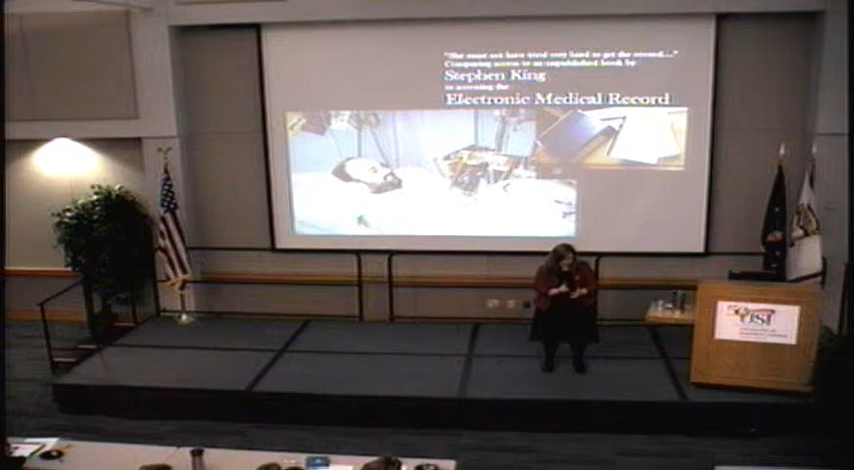 "She must not have tried very hard to get the record..."
Comparing access to an unpublished book by
Stephen King
to accessing the
Electronic Medical Record
USI